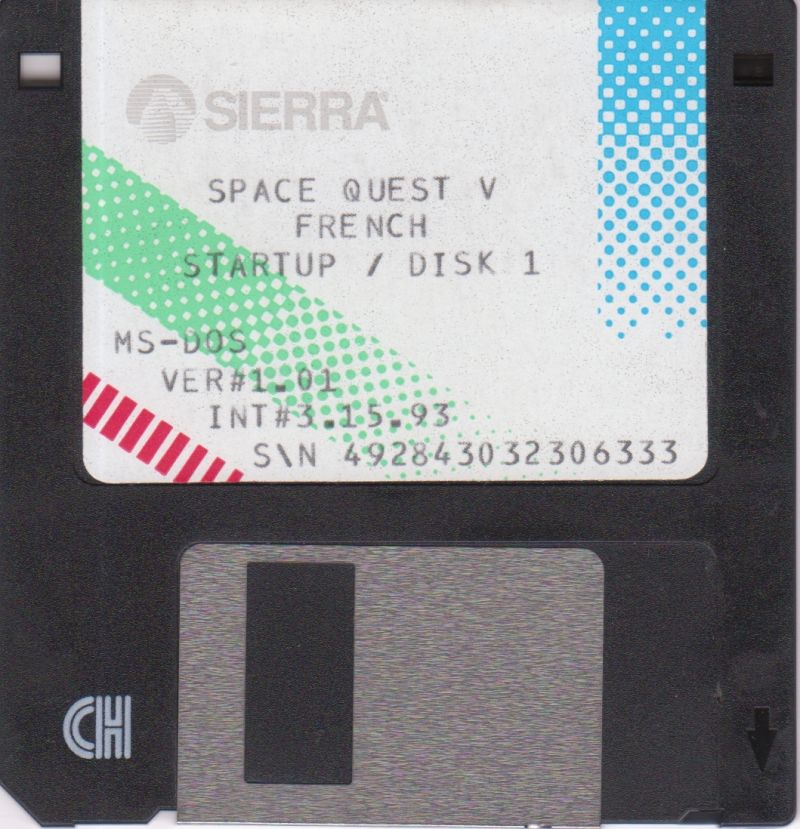 SIERRA
SPACE QUEST V
FRENCH
STARTUP / DISK 1
MS-DOS
VER#1.01
INT#3.15.93
S\N 492843032306333
CH